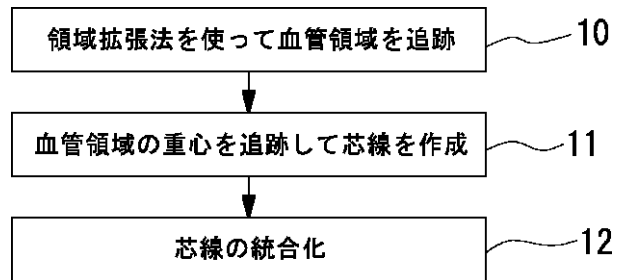 領域拡張法を使って血管領域を追跡
10
血管領域の重心を追跡して芯線を作成
11
芯線の統合化
12